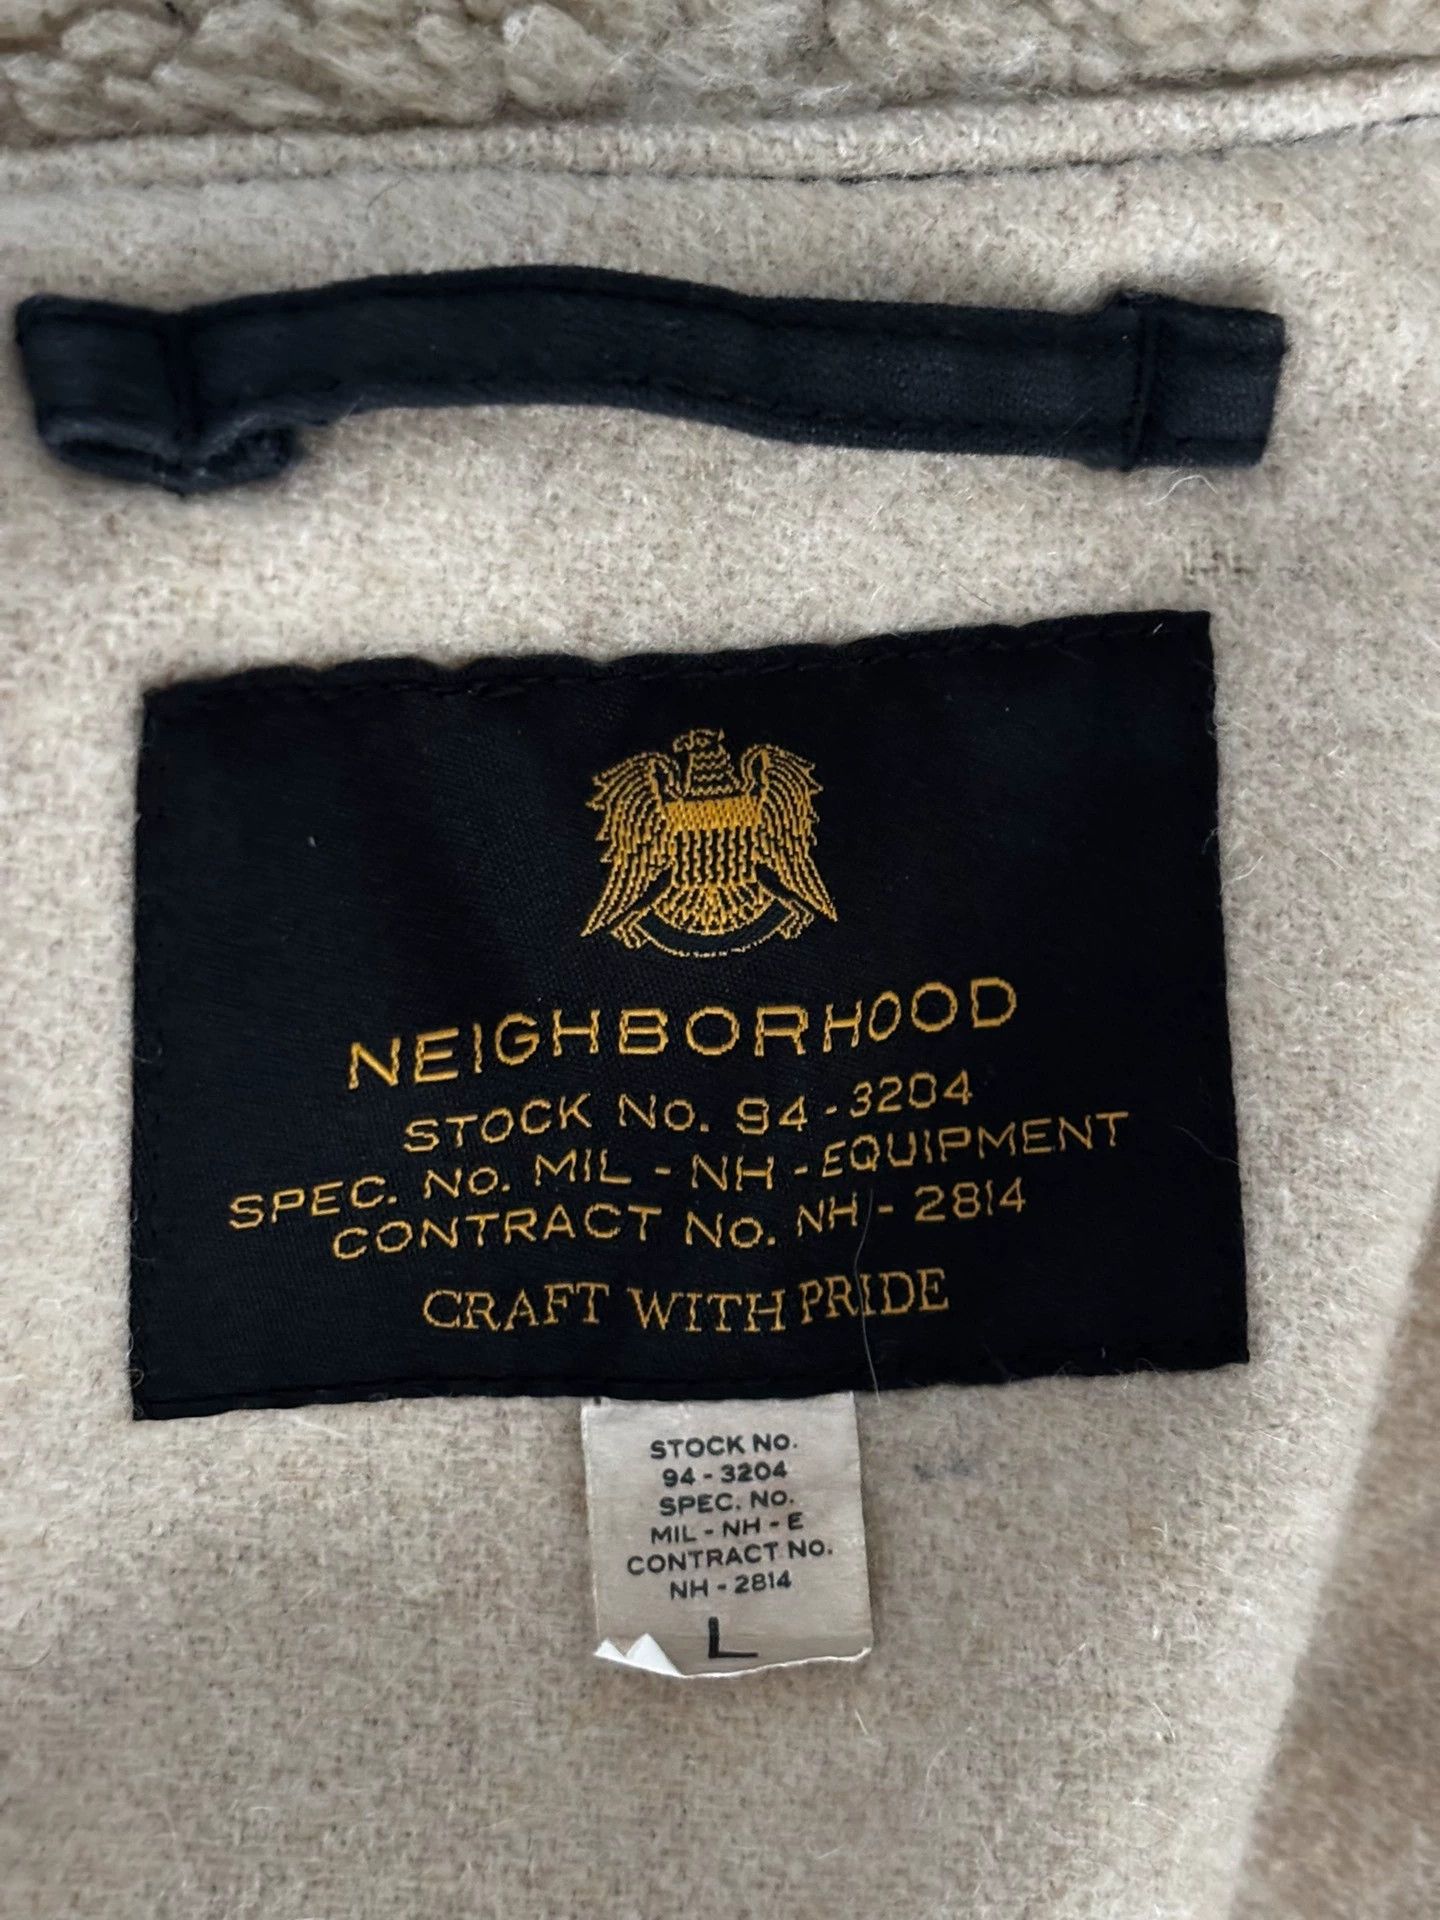 NEIGHBORHOOD
STOCK No. 94-3204
SPEC. No. MIL-NH-EQUIPMENT
CONTRACT No. NH-2814
CRAFT WITH PRIDE
STOCK No.
94-3204
SPEC. No.
MIL-NH-E
CONTRACT No.
NH-2814
L